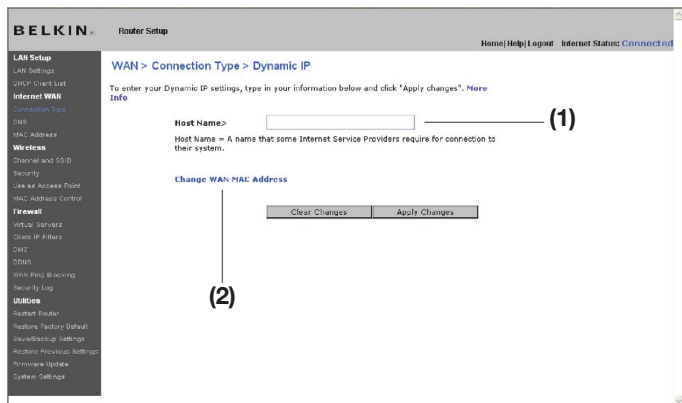 BELKIN®
Router Setup
Home|Help|Logout Internet Status: Connected
LAN Setup
LAN Settings
DHCP Client List
Internet WAN
Connection Type
DNS
MAC Address
Wireless
Channel and SSID
Security
Use as Access Point
MAC Address Control
Firewall
Virtual Servers
Client IP Filters
DMZ
DDNS
WAN Ping Blocking
Security Log
Utilities
Restart Router
Restore Factory Default
Save/Backup Settings
Restore Previous Settings
Firmware Update
System Settings
WAN > Connection Type > Dynamic IP
To enter your Dynamic IP settings, type in your information below and click "Apply changes". More
Info
Host Name>
(1)
Host Name = A name that some Internet Service Providers require for connection to
their system.
Change WAN MAC Address
Clear Changes
Apply Changes
(2)